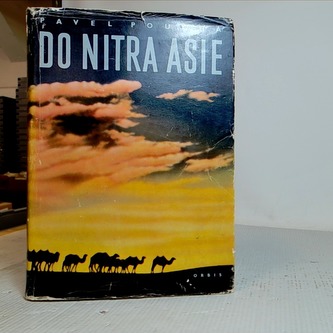 PAVEL
DO NITRA ASIE
ORBIS